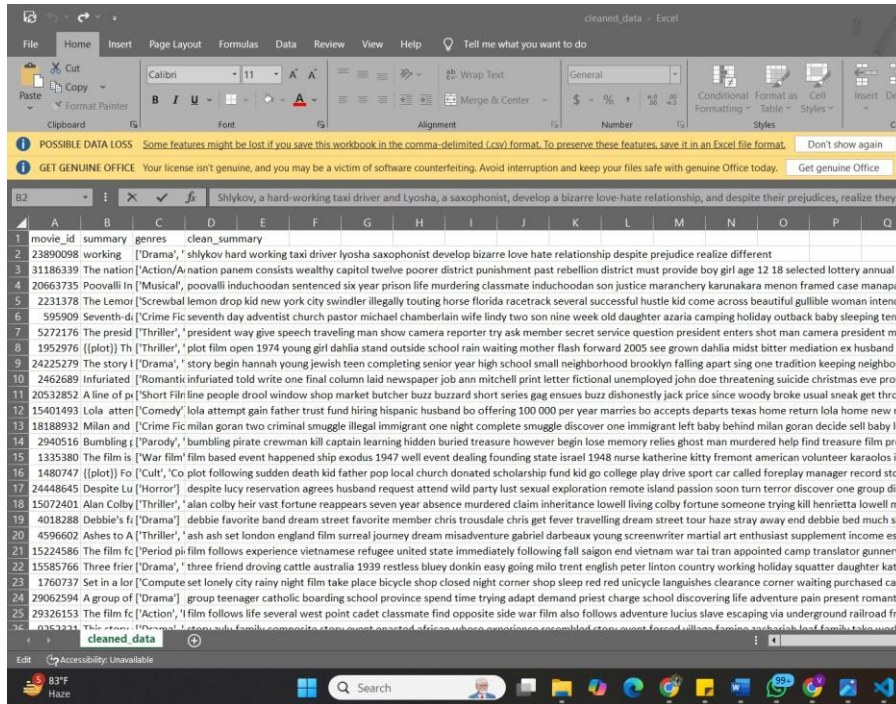 cleaned_data - Excel
File Home Insert Page Layout Formulas Data Review View Help Tell me what you want to do
Paste Cut Copy Format Painter Calibri 11 Wrap Text Merge & Center General Conditional Formatting Format as Table Cell Styles Insert
Clipboard Font Alignment Number Styles
POSSIBLE DATA LOSS Some features might be lost if you save this workbook in the comma-delimited (.csv) format. To preserve these features, save it in an Excel file format. Don't show again
GET GENUINE OFFICE Your license isn't genuine, and you may be a victim of software counterfeiting. Avoid interruption and keep your files safe with genuine Office today. Get genuine Office
B2 fx Shlykov, a hard-working taxi driver and Lyosha, a saxophonist, develop a bizarre love-hate relationship, and despite their prejudices, realize they
A B C D E F G H I J K L M N O P Q
1 movie_id summary genres clean_summary
2 23890098 working ['Drama', ' shlykov hard working taxi driver lyosha saxophonist develop bizarre love hate relationship despite prejudice realize different
3 31186339 The nation ['Action/A nation panem consists wealthy capitol twelve poorer district punishment past rebellion district must provide boy girl age 12 18 selected lottery annual
4 20663735 Poovalli In ['Musical', poovalli induchoodan sentenced six year prison life murdering classmate induchoodan son justice maranchery karunakara menon framed case manapa
5 2231378 The Lemor ['Screwbal lemon drop kid new york city swindler illegally touting horse florida racetrack several successful hustle kid come across beautiful gullible woman inten
6 595909 Seventh-d ['Crime Fic seventh day adventist church pastor michael chamberlain wife lindy two son nine week old daughter azaria camping holiday outback baby sleeping ten
7 5272176 The presid ['Thriller', ' president way give speech traveling man show camera reporter try ask member secret service question president enters shot man camera president m
8 1952976 {{plot}} Th ['Thriller', ' plot film open 1974 young girl dahlia stand outside school rain waiting mother flash forward 2005 see grown dahlia midst bitter mediation ex husband
9 24225279 The story l ['Drama', ' story begin hannah young jewish teen completing senior year high school small neighborhood brooklyn falling apart sing one tradition keeping neighbo
10 2462689 Infuriated ['Romantic infuriated told write one final column laid newspaper job ann mitchell print letter fictional unemployed john doe threatening suicide christmas eve pro
11 20532852 A line of p ['Short Fil line people drool window shop market butcher buzz buzzard short series gag ensues buzz dishonestly jack price since woody broke usual sneak get thro
12 15401493 Lola atten ['Comedy' lola attempt gain father trust fund hiring hispanic husband bo offering 100 000 per year marries bo accepts departs texas home return lola home new
13 18188932 Milan and ['Crime Fic milan goran two criminal smuggle illegal immigrant one night complete smuggle discover one immigrant left baby behind milan goran decide sell baby
14 2940516 Bumbling ['Parody', ' bumbling pirate crewman kill captain learning hidden buried treasure however begin lose memory relies ghost man murdered help find treasure film pr
15 1335380 The film is ['War film' film based event happened ship exodus 1947 well event dealing founding state israel 1948 nurse katherine kitty fremont american volunteer karaolos
16 1480747 {{plot}} Fo ['Cult', 'Co plot following sudden death kid father pop local church donated scholarship fund kid go college play drive sport car called foreplay manager record sto
17 24448645 Despite Lu ['Horror'] despite lucy reservation agrees husband request attend wild party lust sexual exploration remote island passion soon turn terror discover one group di
18 15072401 Alan Colby ['Thriller', ' alan colby heir vast fortune reappears seven year absence murdered claim inheritance lowell living colby fortune someone trying kill henrietta lowell m
19 4018288 Debbie's f ['Drama'] debbie favorite band dream street favorite member chris trousdale chris get fever travelling dream street tour haze stray away end debbie bed much s
20 4596602 Ashes to A ['Thriller', ' ash ash set london england film surreal journey dream misadventure gabriel darbeaux young screenwriter martial art enthusiast supplement income es
21 15224586 The film fo ['Period pi film follows experience vietnamese refugee united state immediately following fall saigon end vietnam war tai tran appointed camp translator gunner
22 15585766 Three frier ['Drama', ' three friend droving cattle australia 1939 restless bluey donkin easy going milo trent english peter linton country working holiday squatter daughter kat
23 1760737 Set in a lor ['Compute set lonely city rainy night film take place bicycle shop closed night corner shop sleep red red unicycle languishes clearance corner waiting purchased ca
24 29062594 A group of ['Drama'] group teenager catholic boarding school province spend time trying adapt demand priest charge school discovering life adventure pain present romant
25 29326153 The film fo ['Action', ' film follows life several west point cadet classmate find opposite side war film also follows adventure lucius slave escaping via underground railroad fr
cleaned_data
Edit Accessibility: Unavailable
5 83°F Search 99+
Haze